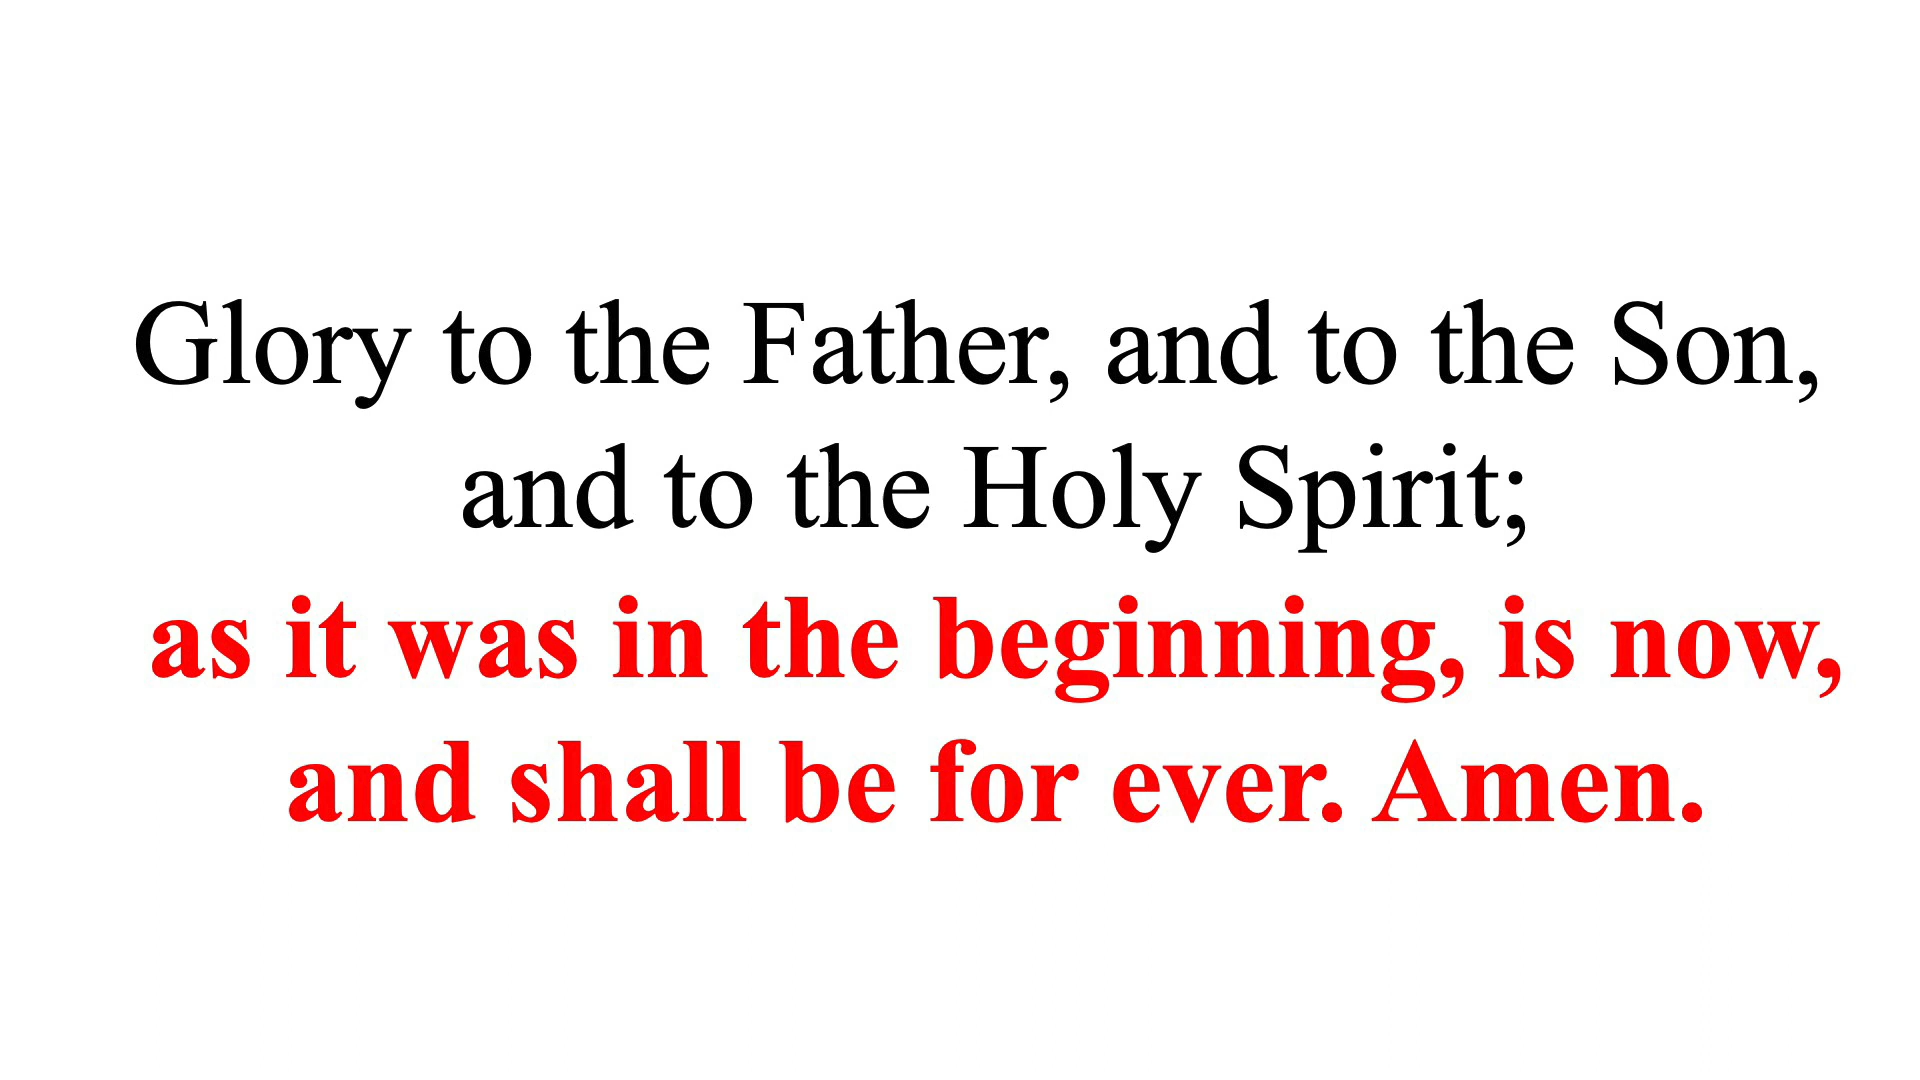 Glory to the Father, and to the Son,
and to the Holy Spirit;
as it was in the beginning, is now,
and shall be for ever. Amen.